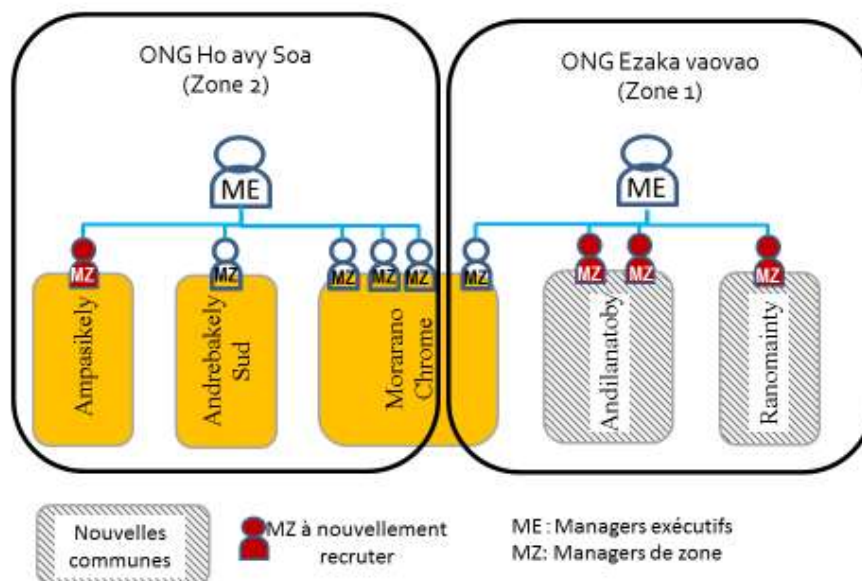 ONG Ho avy Soa
(Zone 2)
ONG Ezaka vaovao
(Zone 1)
ME
ME
MZ
MZ
MZ
MZ
MZ
MZ
MZ
MZ
MZ
Ampasikely
Andrebakely
Sud
Morarano
Chrome
Andilanatoby
Ranomainty
Nouvelles
communes
MZ à nouvellement
recruter
ME : Managers exécutifs
MZ: Managers de zone